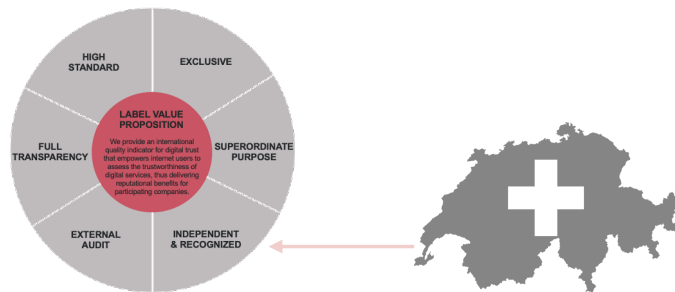 HIGH
STANDARD
EXCLUSIVE
LABEL VALUE
PROPOSITION
We provide an international
quality indicator for digital trust
that empowers internet users to
assess the trustworthiness of
digital services, thus delivering
reputational benefits for
participating companies.
FULL
TRANSPARENCY
SUPERORDINATE
PURPOSE
EXTERNAL
AUDIT
INDEPENDENT
& RECOGNIZED